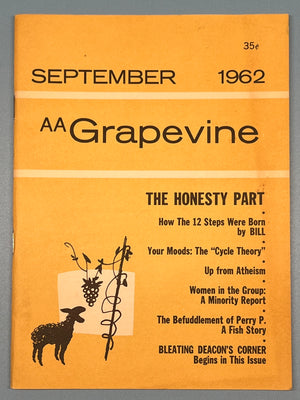 35¢
SEPTEMBER 1962
AA Grapevine
THE HONESTY PART
How The 12 Steps Were Born
by BILL
Your Moods: The "Cycle Theory"
Up from Atheism
Women in the Group:
A Minority Report
The Befuddlement of Perry P.
A Fish Story
BLEATING DEACON'S CORNER
Begins in This Issue